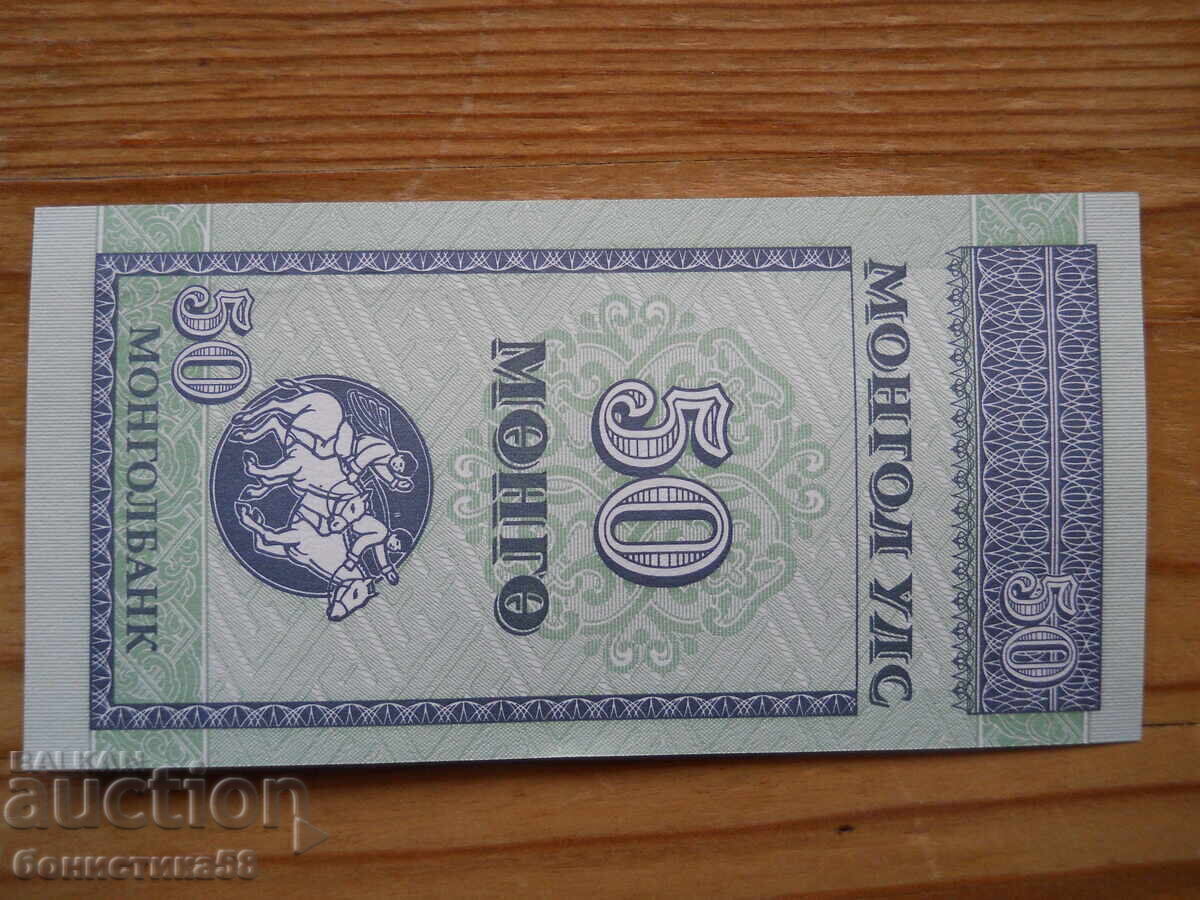 50
МОНГОЛ УЛС
50
МӨНГӨ
50
МОНГОЛБАНК
BALKAN
auction
бонистика58